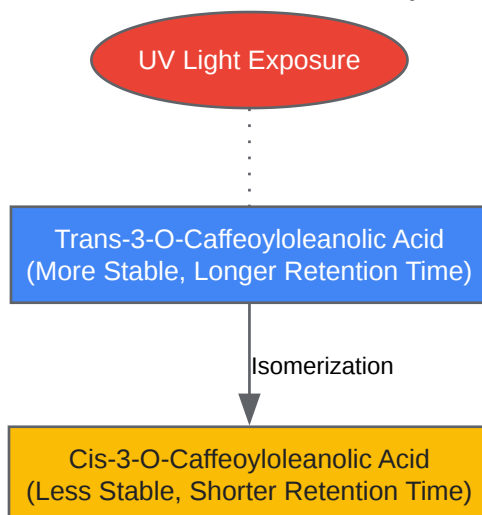 UV Light Exposure
Trans-3-O-Caffeoyloleanolic Acid
(More Stable, Longer Retention Time)
Isomerization
Cis-3-O-Caffeoyloleanolic Acid
(Less Stable, Shorter Retention Time)